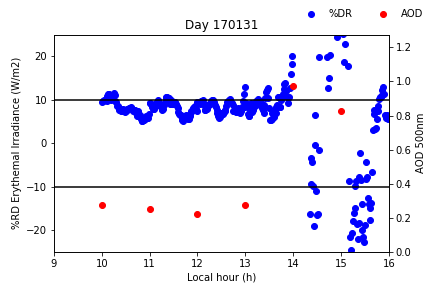 %DR AOD
Day 170131
%RD Erythemal Irradiance (W/m2)
20
10
0
−10
−20
1.2
1.0
0.8
0.6
0.4
0.2
0.0
AOD 500nm
9 10 11 12 13 14 15 16
Local hour (h)